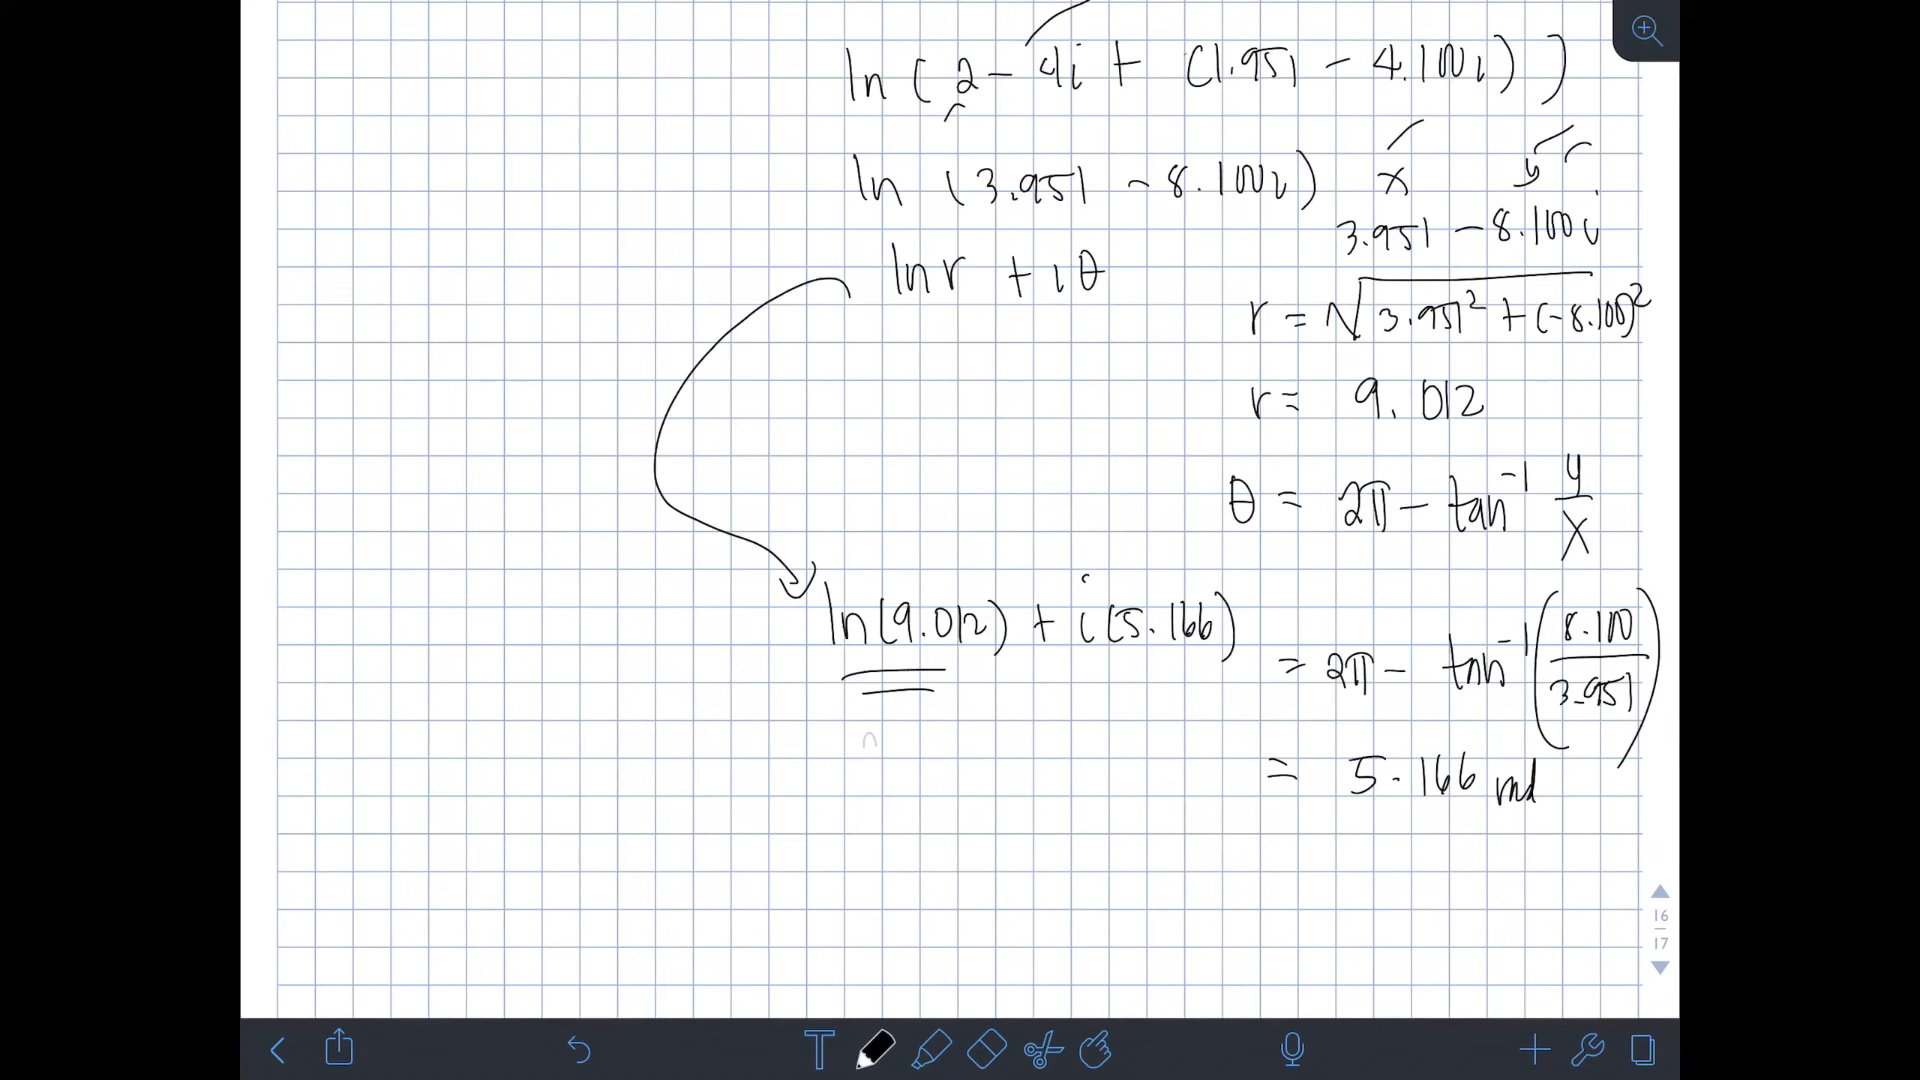 ln ( 2 - 4i + (1.951 - 4.100i) )
ln (3.951 - 8.100i)
x y
3.951 - 8.100i
ln r + iθ
r = √3.951² + (-8.100)²
r = 9.012
θ = 2π - tan⁻¹ y/x
ln(9.012) + i(5.166)
= 2π - tan⁻¹ (8.100/3.951)
= 5.166 rad
16
17
T